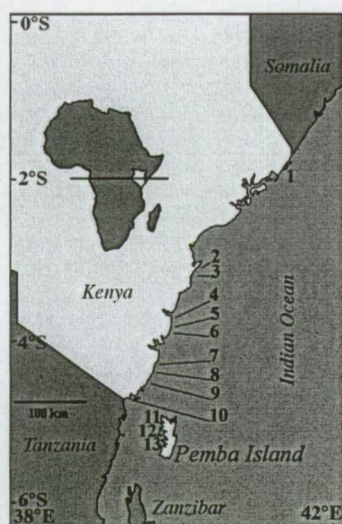 0°S
Somalia
1
2°S
2
3
Kenya
4
5
6
Indian Ocean
4°S
7
8
9
100 km
10
11
12
13
Tanzania
Pemba Island
6°S
38°E
Zanzibar
42°E